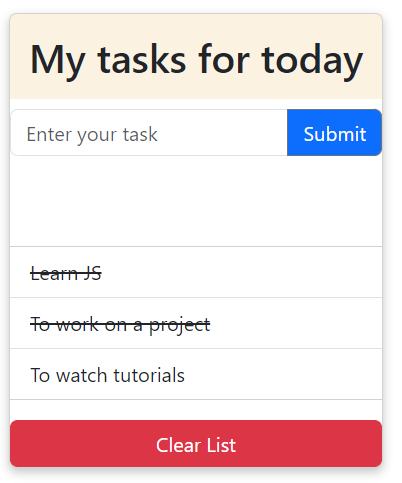 My tasks for today
Enter your task
Submit
Learn JS
To work on a project
To watch tutorials
Clear List